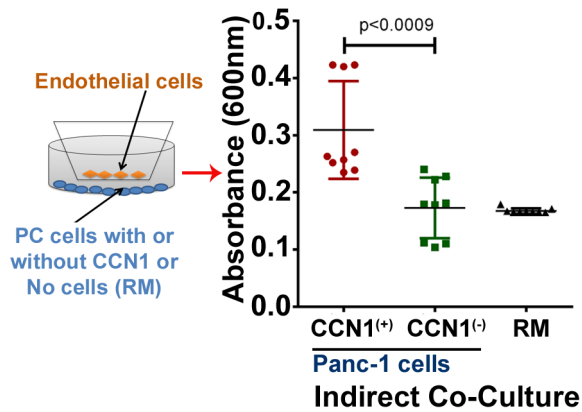 Endothelial cells
PC cells with or
without CCN1 or
No cells (RM)
Absorbance (600nm)
0.5
0.4
0.3
0.2
0.1
0.0
p<0.0009
CCN1(+) CCN1(-) RM
Panc-1 cells
Indirect Co-Culture